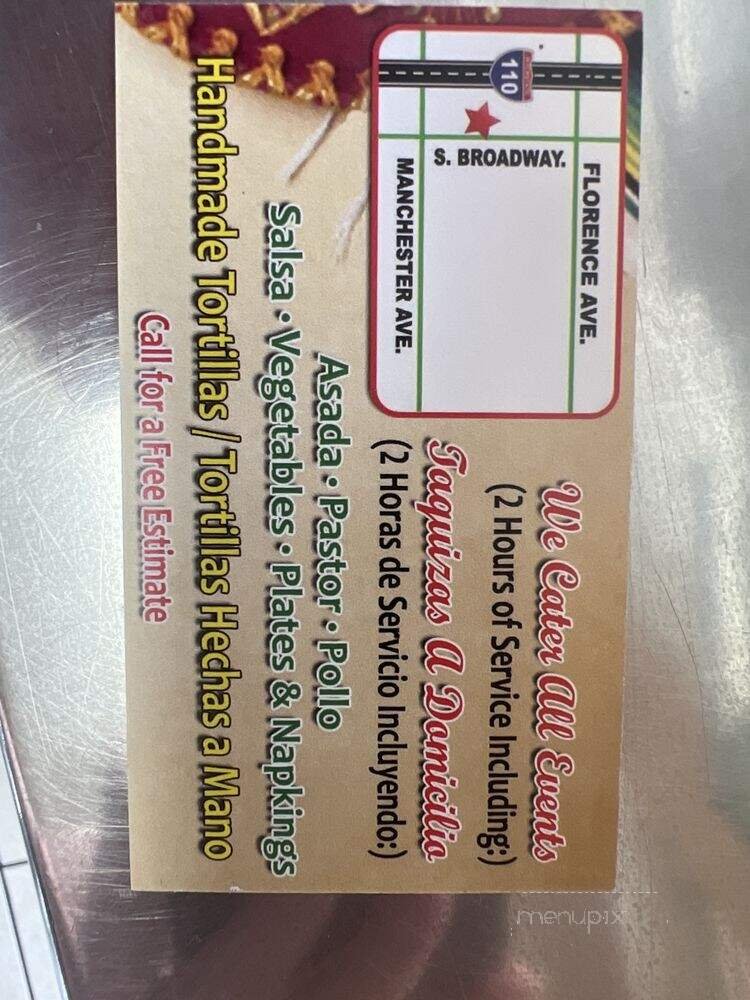 FLORENCE AVE.
110
S. BROADWAY.
MANCHESTER AVE.
We Cater All Events
(2 Hours of Service Including:)
Taquizas A Domicilio
(2 Horas de Servicio Incluyendo:)
Asada • Pastor • Pollo
Salsa • Vegetables • Plates & Napkings
Handmade Tortillas / Tortillas Hechas a Mano
Call for a Free Estimate
menupix